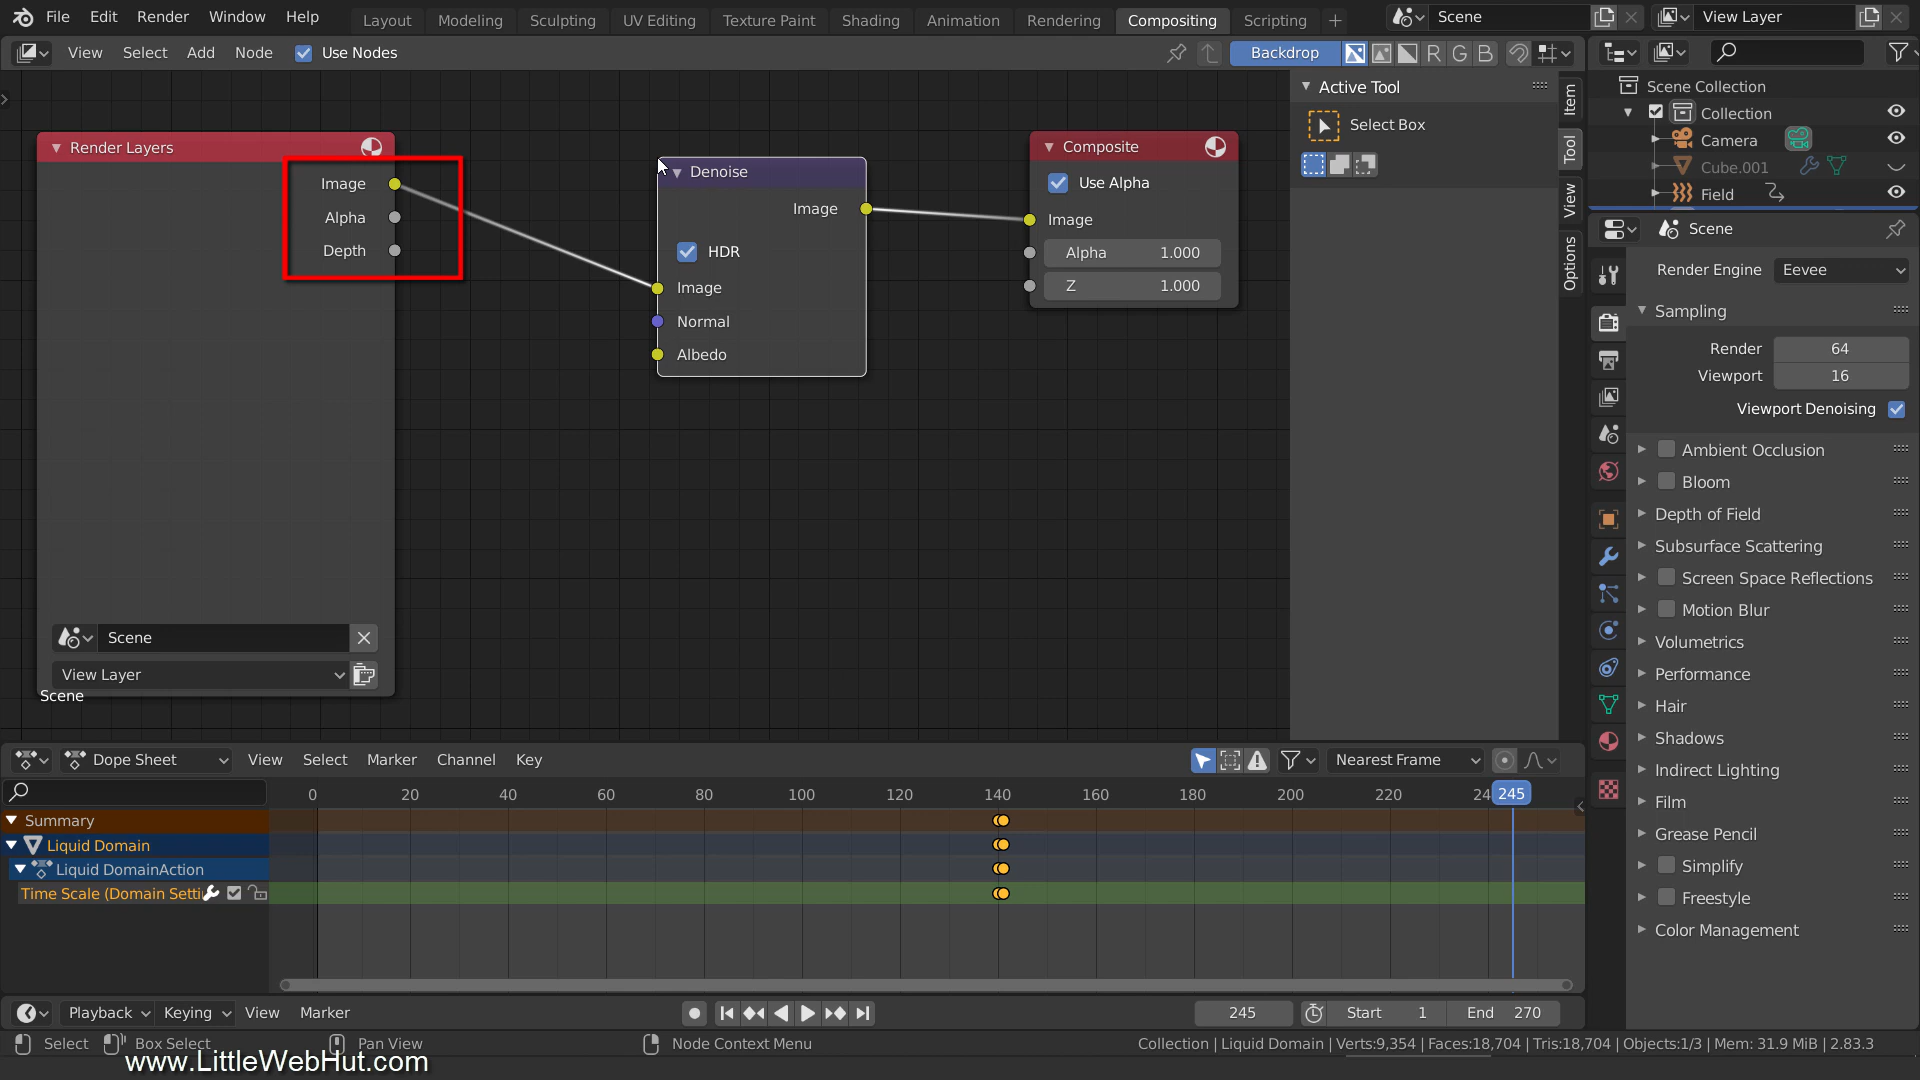 File Edit Render Window Help Layout Modeling Sculpting UV Editing Texture Paint Shading Animation Rendering Compositing Scripting + Scene View Layer
View Select Add Node Use Nodes Backdrop R G B
Active Tool
Select Box
Item
Tool
View
Options
Render Layers
Image
Alpha
Depth
Scene
View Layer
Scene
Denoise
Image
HDR
Image
Normal
Albedo
Composite
Use Alpha
Image
Alpha 1.000
Z 1.000
Scene Collection
Collection
Camera
Cube.001
Field
Scene
Render Engine Eevee
Sampling
Render 64
Viewport 16
Viewport Denoising
Ambient Occlusion
Bloom
Depth of Field
Subsurface Scattering
Screen Space Reflections
Motion Blur
Volumetrics
Performance
Hair
Shadows
Indirect Lighting
Film
Grease Pencil
Simplify
Freestyle
Color Management
Dope Sheet View Select Marker Channel Key Nearest Frame
0 20 40 60 80 100 120 140 160 180 200 220 24 245
Summary
Liquid Domain
Liquid DomainAction
Time Scale (Domain Setti
Playback Keying View Marker 245 Start 1 End 270
Select Box Select Pan View Node Context Menu Collection | Liquid Domain | Verts:9,354 | Faces:18,704 | Tris:18,704 | Objects:1/3 | Mem: 31.9 MiB | 2.83.3
www.LittleWebHut.com